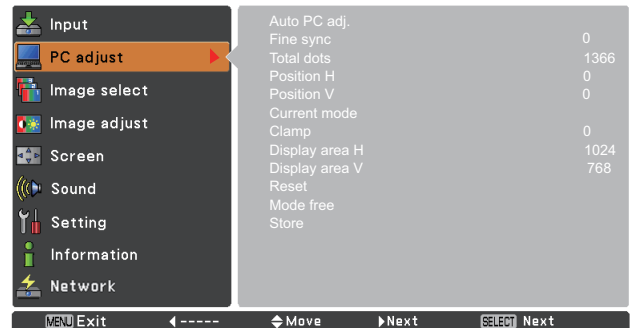 Input
PC adjust
Image select
Image adjust
Screen
Sound
Setting
Information
Network
Auto PC adj.
Fine sync 0
Total dots 1366
Position H 0
Position V 0
Current mode
Clamp 0
Display area H 1024
Display area V 768
Reset
Mode free
Store
MENU Exit ----- Move Next SELECT Next